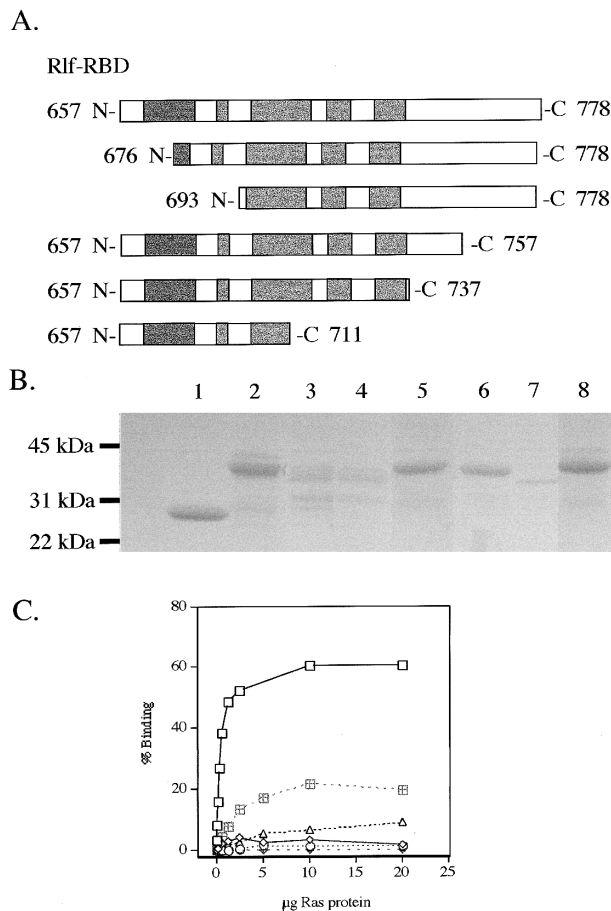 A.
Rlf-RBD
657 N- -C 778
676 N- -C 778
693 N- -C 778
657 N- -C 757
657 N- -C 737
657 N- -C 711
B.
1 2 3 4 5 6 7 8
45 kDa
31 kDa
22 kDa
C.
80
60
40
20
0
% Binding
0 5 10 15 20 25
µg Ras protein